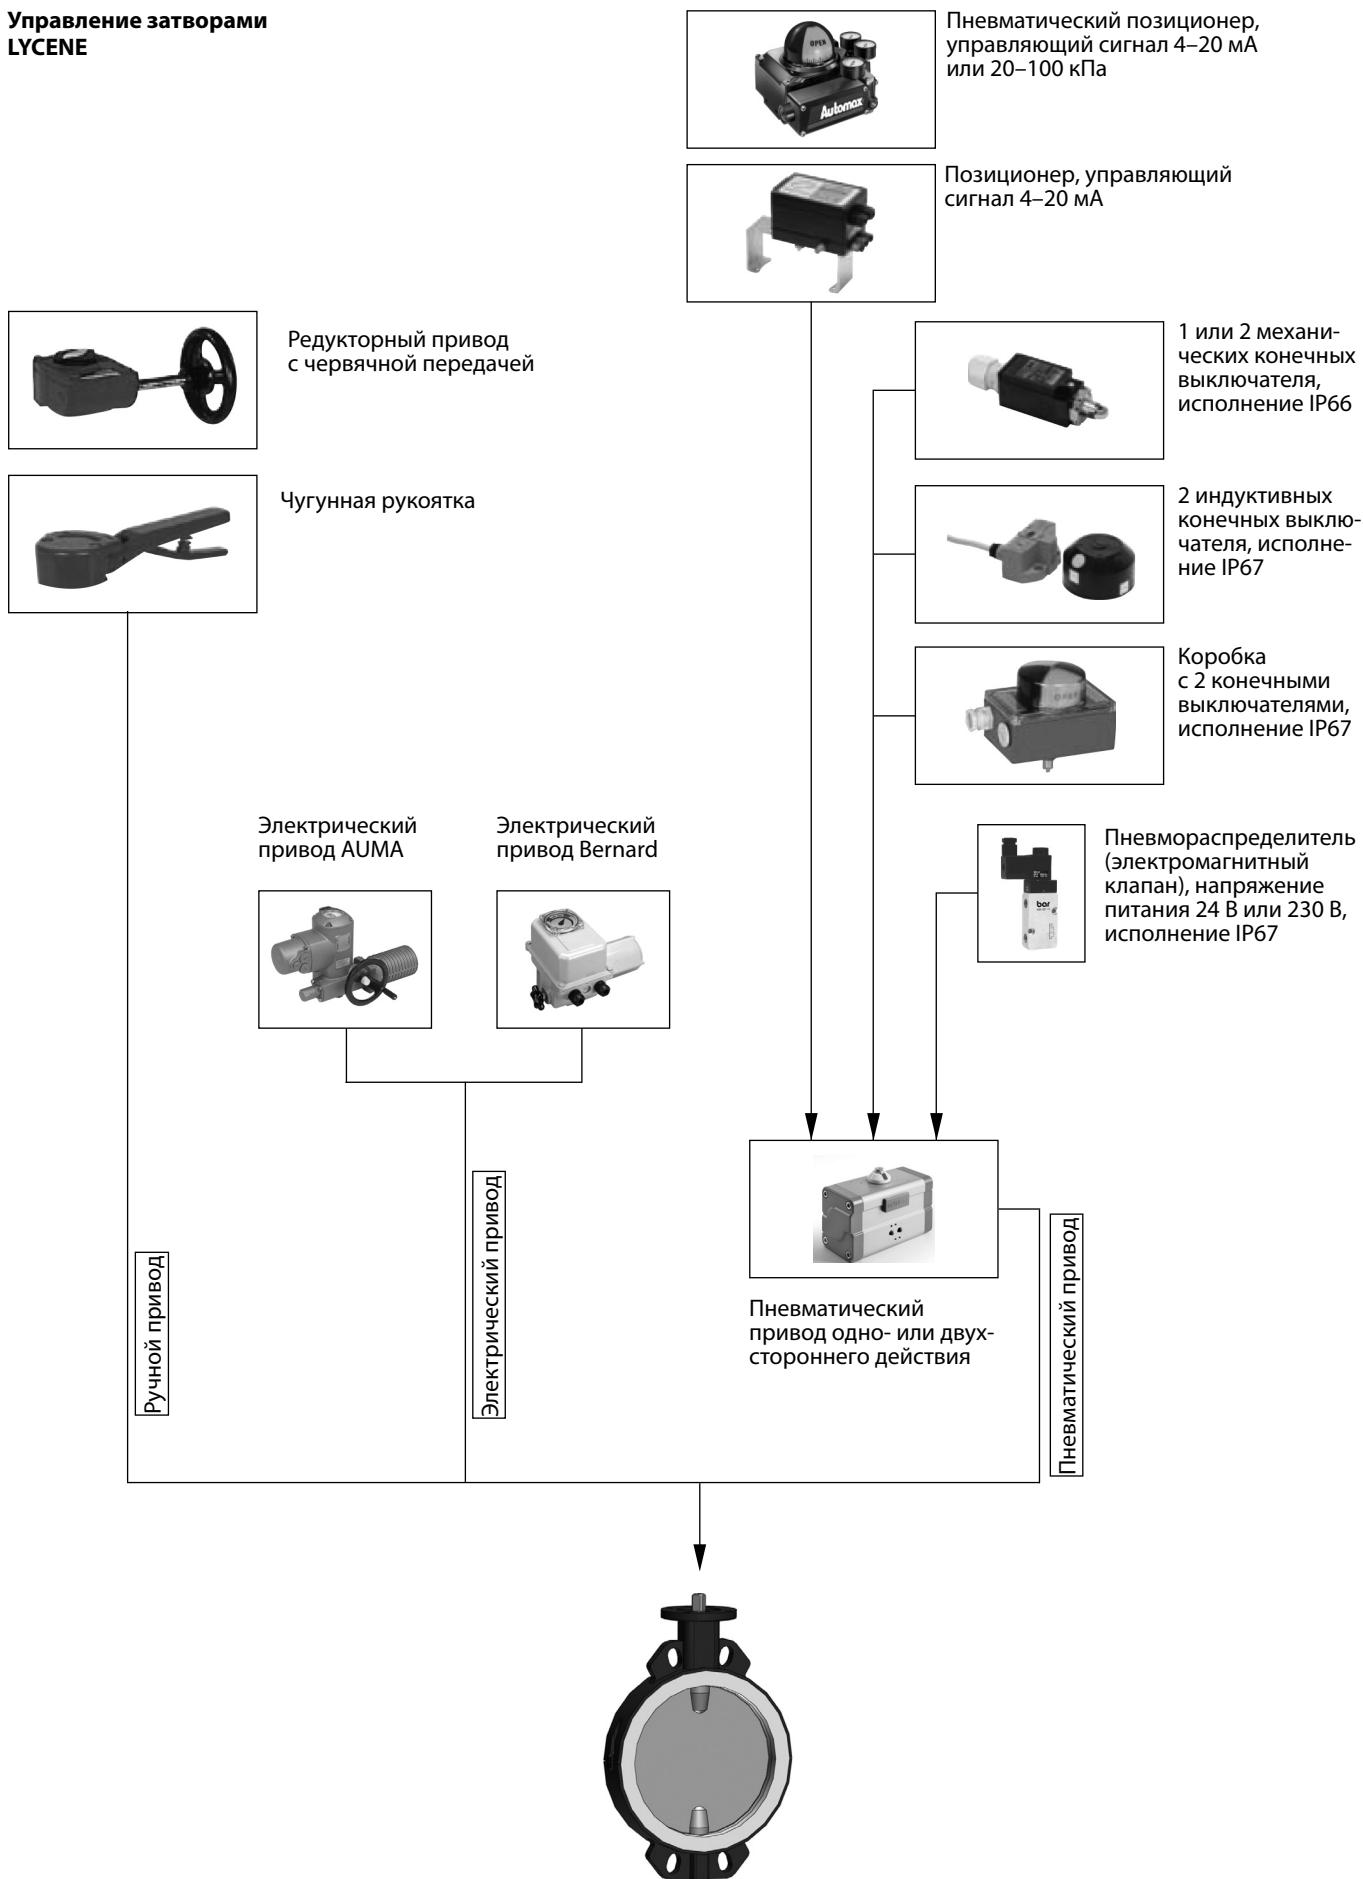 Управление затворами
LYCENE
Пневматический позиционер,
управляющий сигнал 4–20 мА
или 20–100 кПа
OPEN
Automax
Позиционер, управляющий
сигнал 4–20 мА
Редукторный привод
с червячной передачей
1 или 2 механи-
ческих конечных
выключателя,
исполнение IP66
Чугунная рукоятка
2 индуктивных
конечных выклю-
чателя, исполне-
ние IP67
Коробка
с 2 конечными
выключателями,
исполнение IP67
OPEN
Электрический
привод AUMA
Электрический
привод Bernard
Пневмораспределитель
(электромагнитный
клапан), напряжение
питания 24 В или 230 В,
исполнение IP67
bar
Ручной привод
Электрический привод
Пневматический привод
Пневматический
привод одно- или двух-
стороннего действия